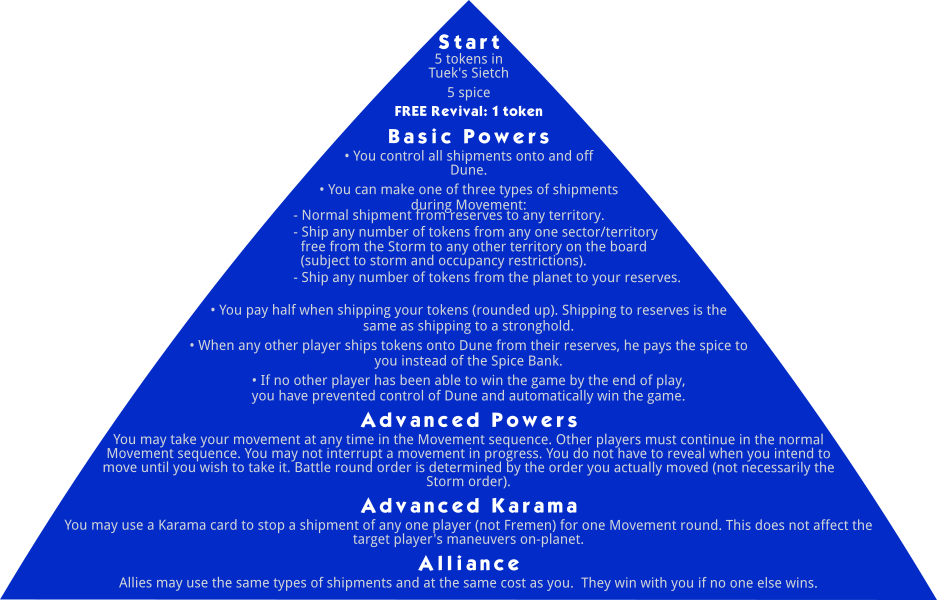 Start
5 tokens in
Tuek's Sietch
5 spice
FREE Revival: 1 token
Basic Powers
• You control all shipments onto and off
Dune.
• You can make one of three types of shipments
during Movement:
- Normal shipment from reserves to any territory.
- Ship any number of tokens from any one sector/territory
free from the Storm to any other territory on the board
(subject to storm and occupancy restrictions).
- Ship any number of tokens from the planet to your reserves.
• You pay half when shipping your tokens (rounded up). Shipping to reserves is the
same as shipping to a stronghold.
• When any other player ships tokens onto Dune from their reserves, he pays the spice to
you instead of the Spice Bank.
• If no other player has been able to win the game by the end of play,
you have prevented control of Dune and automatically win the game.
Advanced Powers
You may take your movement at any time in the Movement sequence. Other players must continue in the normal
Movement sequence. You may not interrupt a movement in progress. You do not have to reveal when you intend to
move until you wish to take it. Battle round order is determined by the order you actually moved (not necessarily the
Storm order).
Advanced Karama
You may use a Karama card to stop a shipment of any one player (not Fremen) for one Movement round. This does not affect the
target player's maneuvers on-planet.
Alliance
Allies may use the same types of shipments and at the same cost as you.  They win with you if no one else wins.